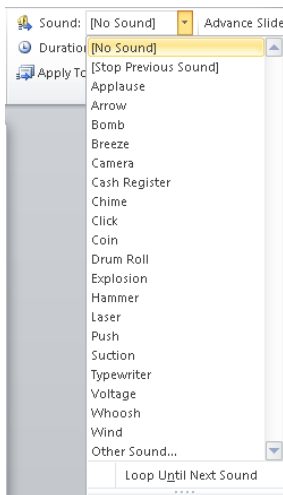 Sound: [No Sound] Advance Slide
Duratio [No Sound]
[Stop Previous Sound]
Apply To
Applause
Arrow
Bomb
Breeze
Camera
Cash Register
Chime
Click
Coin
Drum Roll
Explosion
Hammer
Laser
Push
Suction
Typewriter
Voltage
Whoosh
Wind
Other Sound...
Loop Until Next Sound